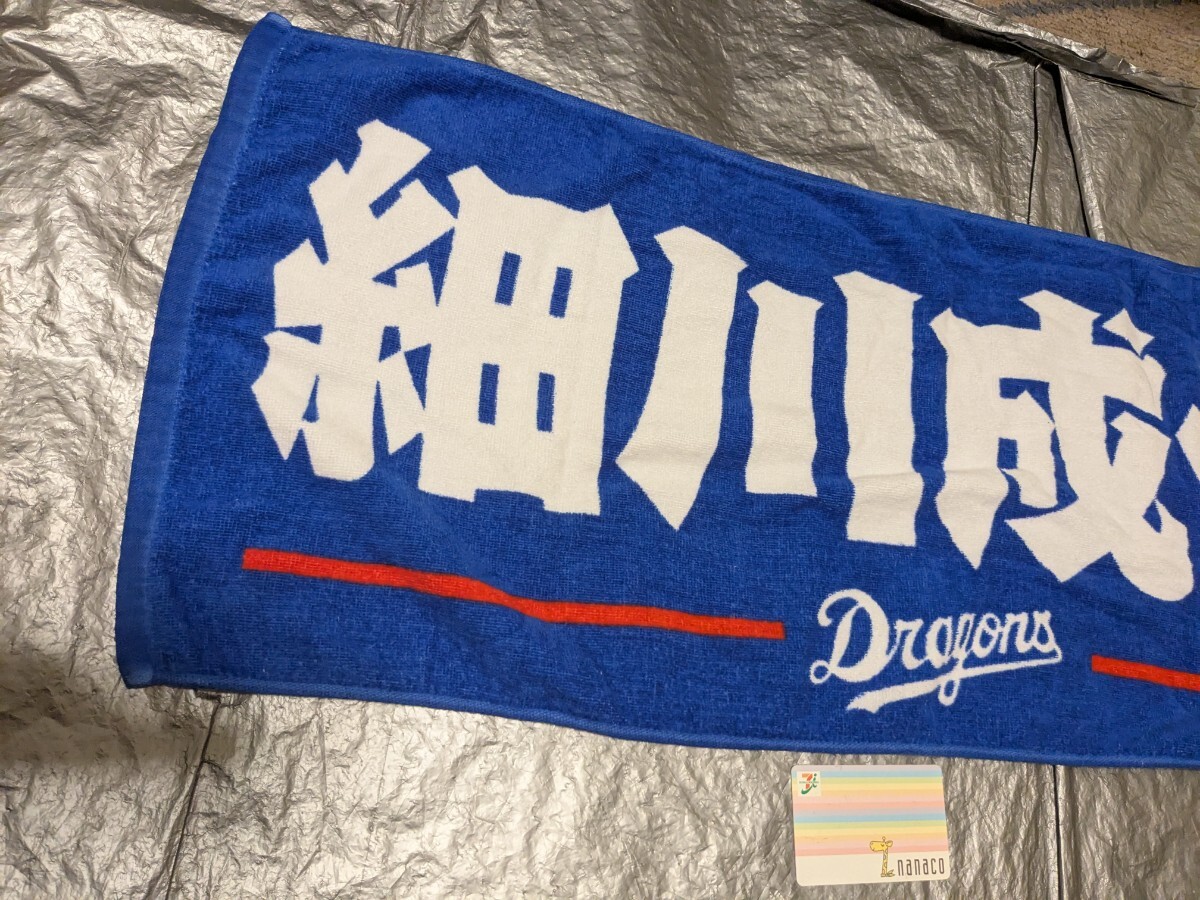 細川成
Dragons
nanaco